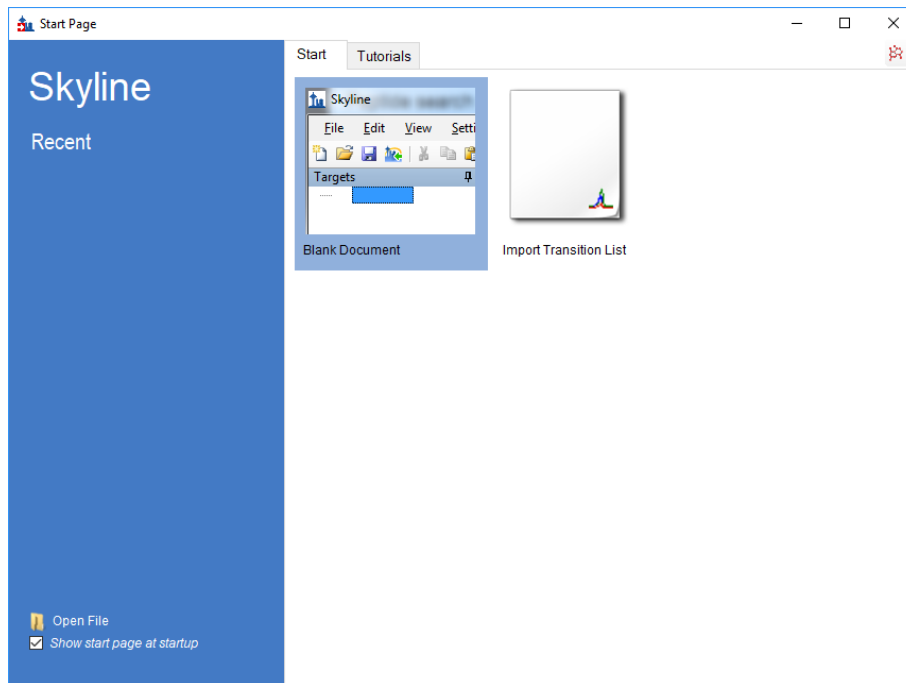 Start Page
Skyline
Recent
Start
Tutorials
Skyline
File Edit View Setti
Targets
Blank Document
Import Transition List
Open File
Show start page at startup